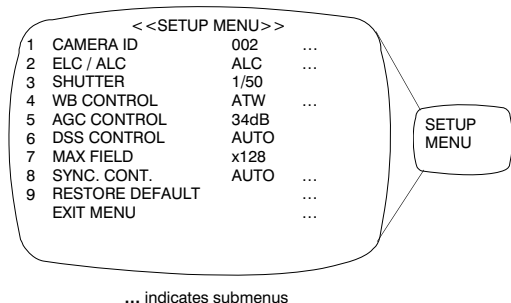 <<SETUP MENU>>
1 CAMERA ID 002 ...
2 ELC / ALC ALC ...
3 SHUTTER 1/50
4 WB CONTROL ATW ...
5 AGC CONTROL 34dB
6 DSS CONTROL AUTO
7 MAX FIELD x128
8 SYNC. CONT. AUTO ...
9 RESTORE DEFAULT ...
EXIT MENU ...
SETUP
MENU
... indicates submenus